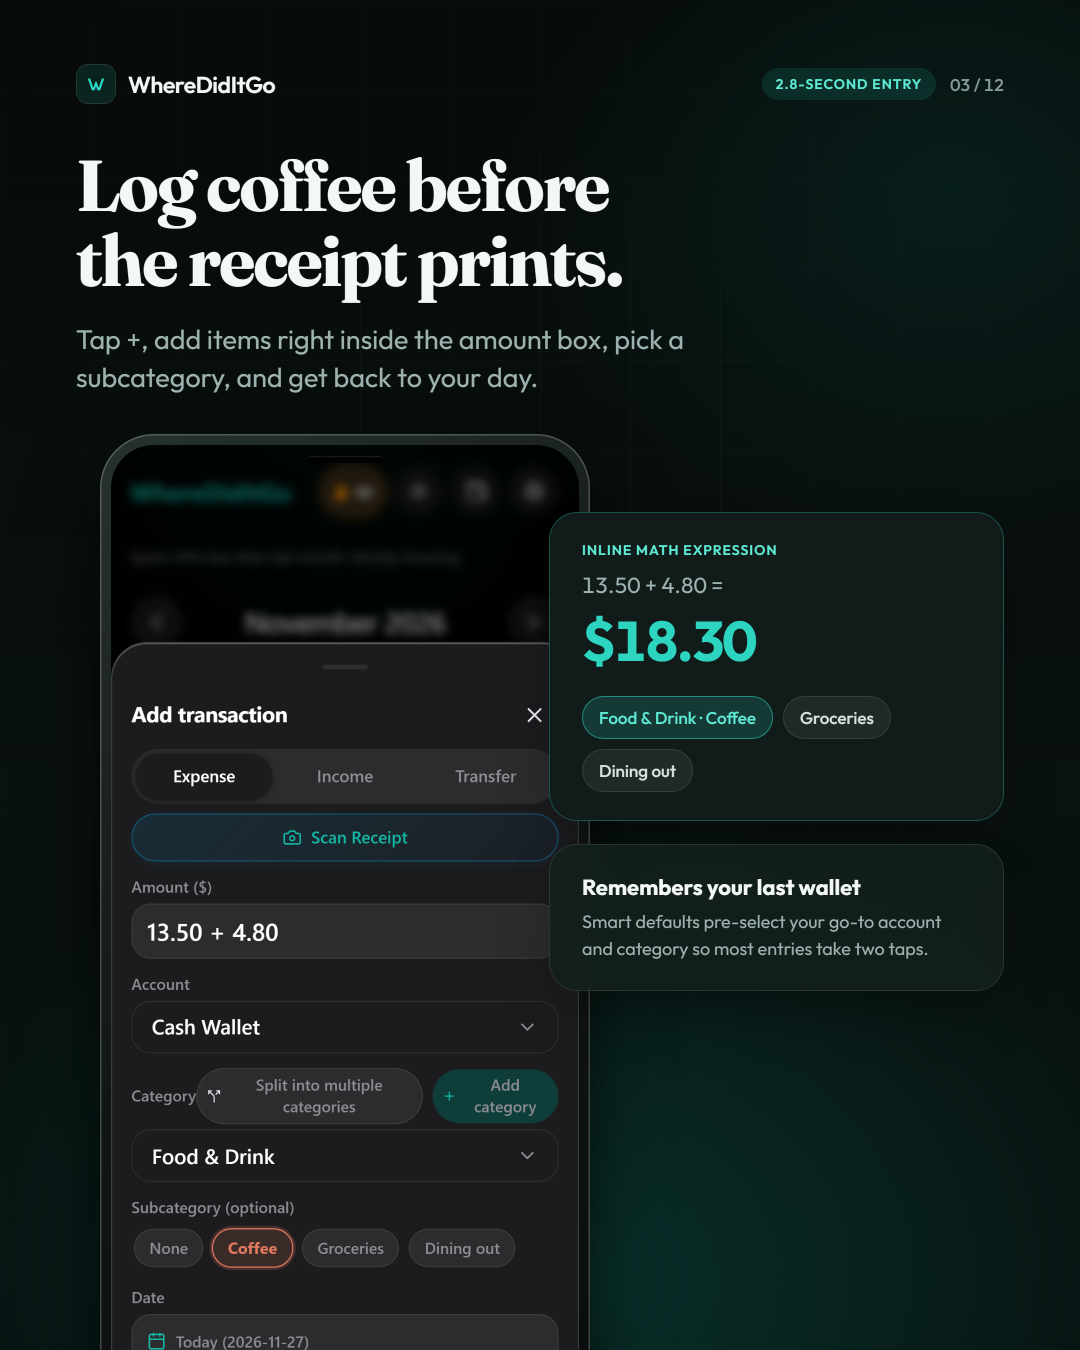 W
WhereDidItGo
2.8-SECOND ENTRY
03 / 12
Log coffee before
the receipt prints.
Tap +, add items right inside the amount box, pick a
subcategory, and get back to your day.
WhereDidItGo
November 2026
Add transaction
Expense
Income
Transfer
Scan Receipt
Amount ($)
13.50 + 4.80
Account
Cash Wallet
Category
Split into multiple
categories
+
Add
category
Food & Drink
Subcategory (optional)
None
Coffee
Groceries
Dining out
Date
Today (2026-11-27)
INLINE MATH EXPRESSION
13.50 + 4.80 =
$18.30
Food & Drink · Coffee
Groceries
Dining out
Remembers your last wallet
Smart defaults pre-select your go-to account
and category so most entries take two taps.